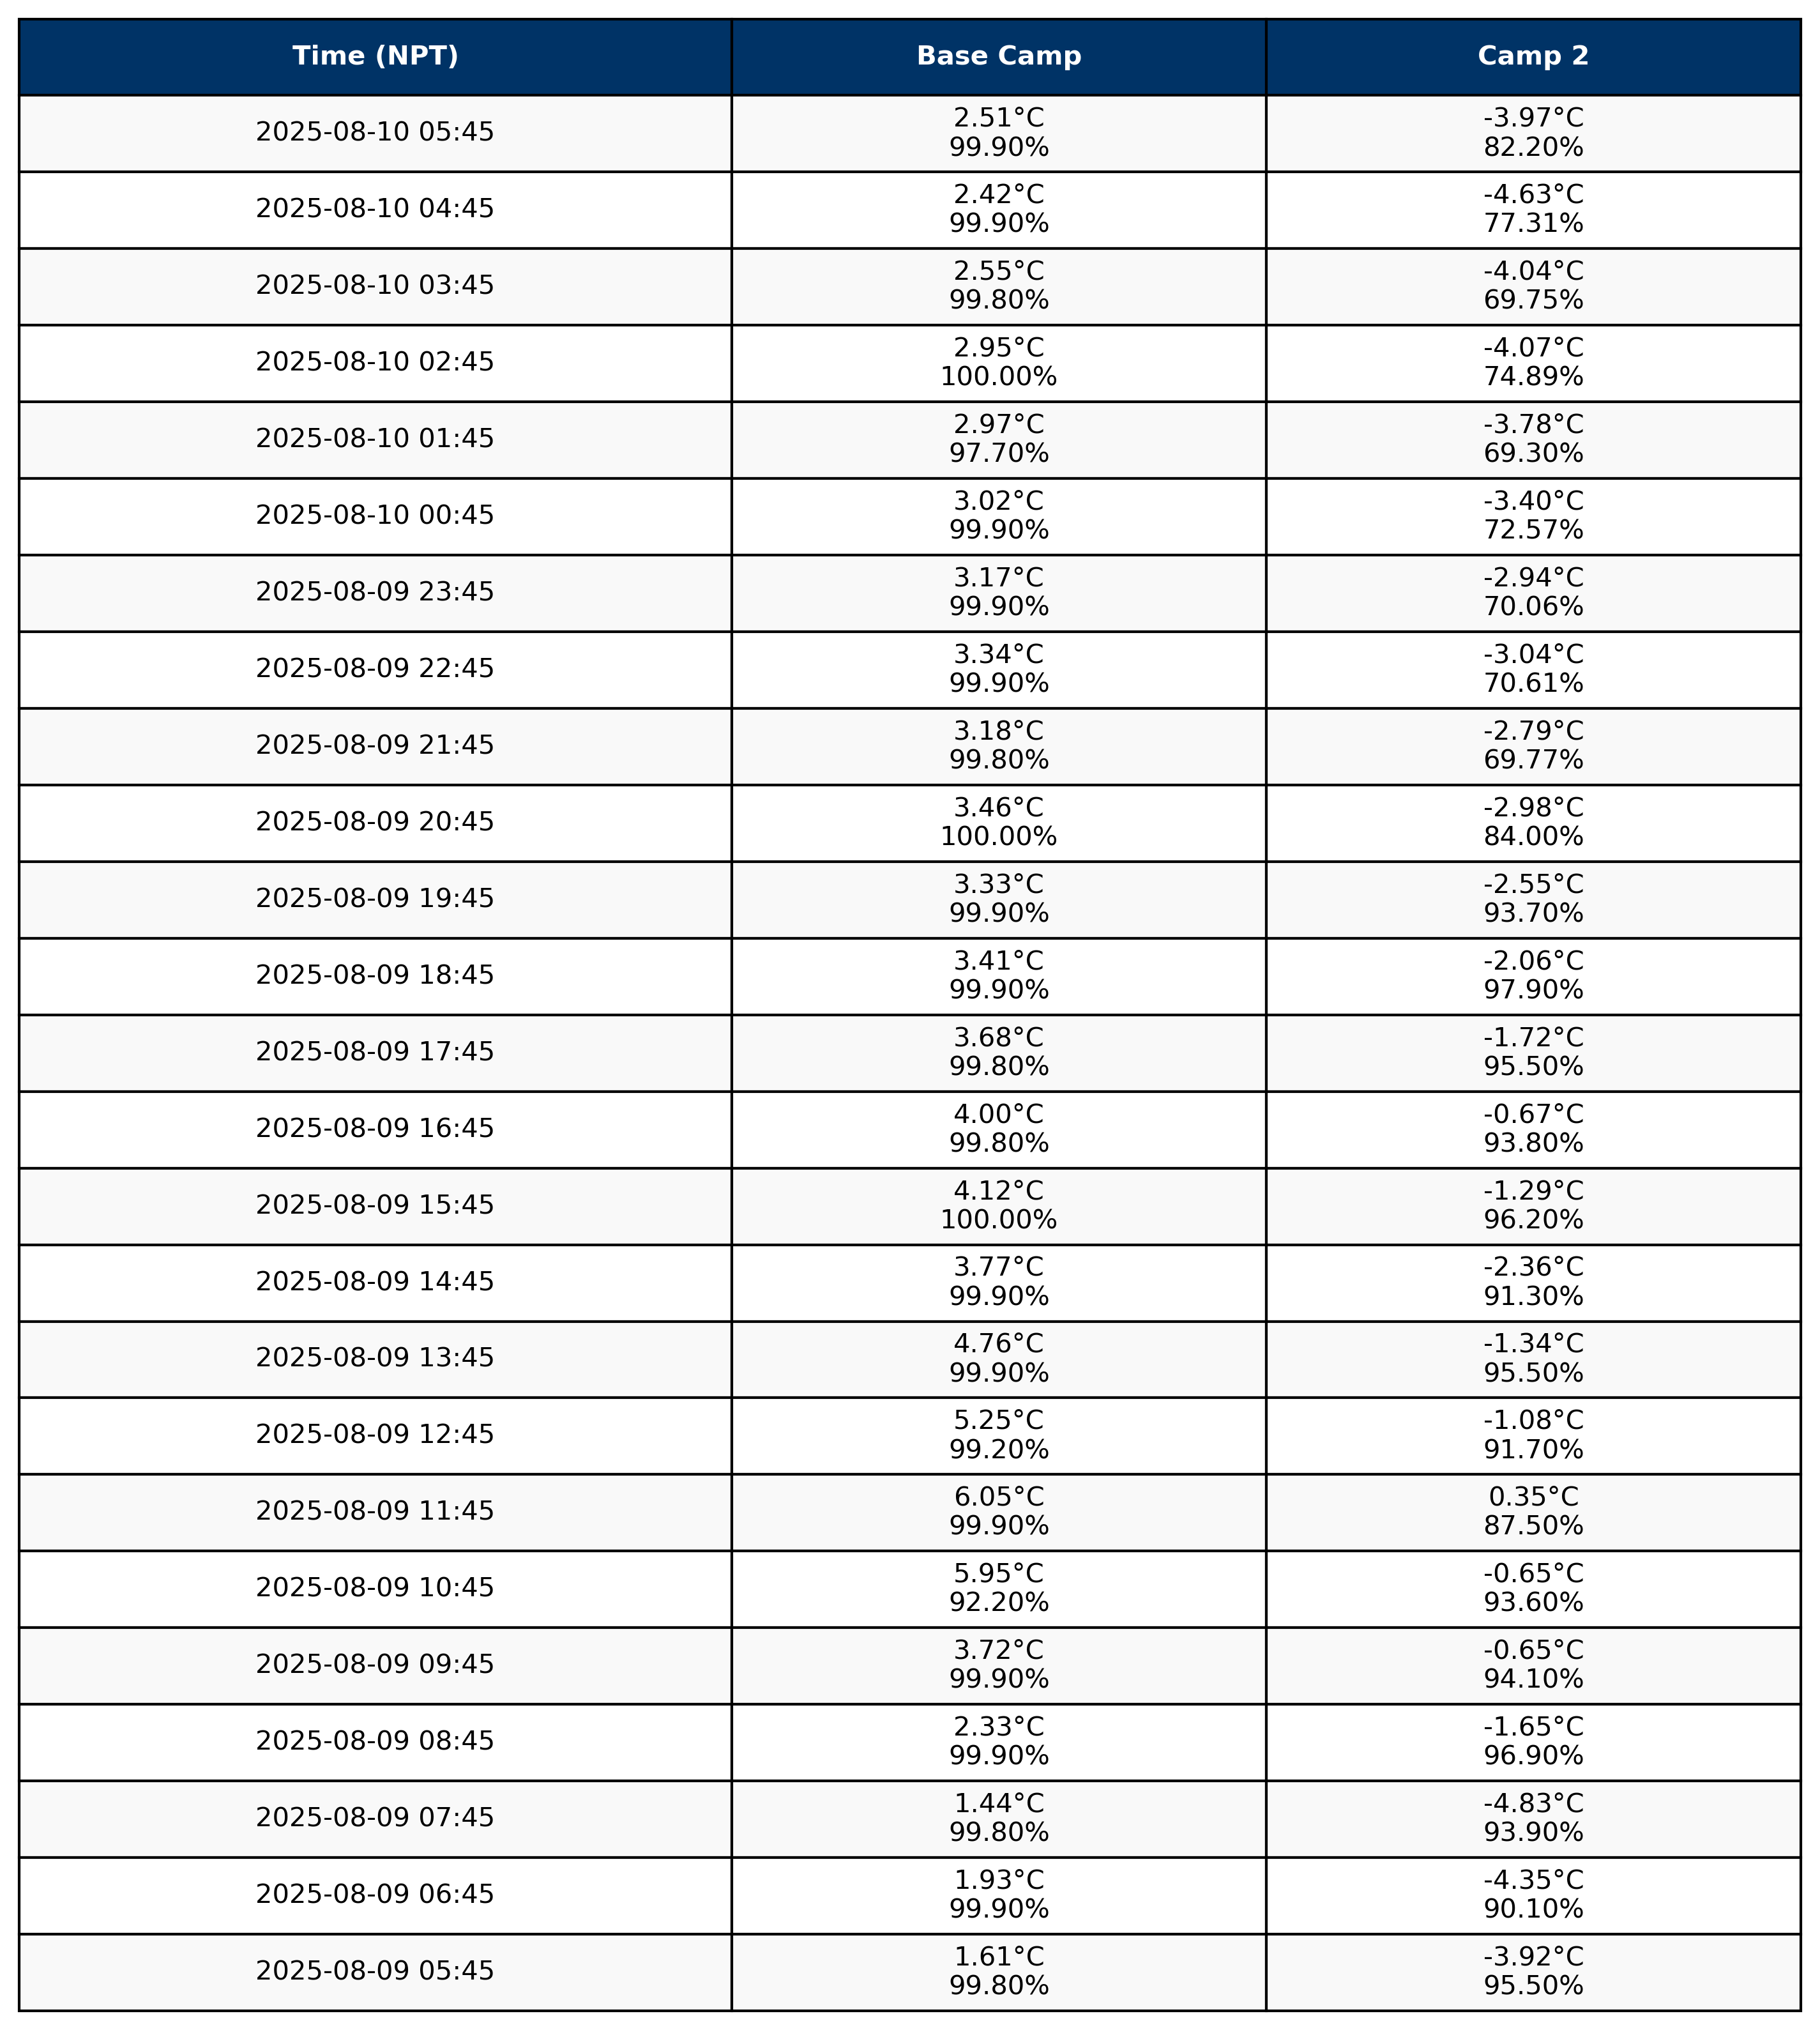 Time (NPT) Base Camp Camp 2
2025-08-10 05:45 2.51°C -3.97°C
99.90% 82.20%
2025-08-10 04:45 2.42°C -4.63°C
99.90% 77.31%
2025-08-10 03:45 2.55°C -4.04°C
99.80% 69.75%
2025-08-10 02:45 2.95°C -4.07°C
100.00% 74.89%
2025-08-10 01:45 2.97°C -3.78°C
97.70% 69.30%
2025-08-10 00:45 3.02°C -3.40°C
99.90% 72.57%
2025-08-09 23:45 3.17°C -2.94°C
99.90% 70.06%
2025-08-09 22:45 3.34°C -3.04°C
99.90% 70.61%
2025-08-09 21:45 3.18°C -2.79°C
99.80% 69.77%
2025-08-09 20:45 3.46°C -2.98°C
100.00% 84.00%
2025-08-09 19:45 3.33°C -2.55°C
99.90% 93.70%
2025-08-09 18:45 3.41°C -2.06°C
99.90% 97.90%
2025-08-09 17:45 3.68°C -1.72°C
99.80% 95.50%
2025-08-09 16:45 4.00°C -0.67°C
99.80% 93.80%
2025-08-09 15:45 4.12°C -1.29°C
100.00% 96.20%
2025-08-09 14:45 3.77°C -2.36°C
99.90% 91.30%
2025-08-09 13:45 4.76°C -1.34°C
99.90% 95.50%
2025-08-09 12:45 5.25°C -1.08°C
99.20% 91.70%
2025-08-09 11:45 6.05°C 0.35°C
99.90% 87.50%
2025-08-09 10:45 5.95°C -0.65°C
92.20% 93.60%
2025-08-09 09:45 3.72°C -0.65°C
99.90% 94.10%
2025-08-09 08:45 2.33°C -1.65°C
99.90% 96.90%
2025-08-09 07:45 1.44°C -4.83°C
99.80% 93.90%
2025-08-09 06:45 1.93°C -4.35°C
99.90% 90.10%
2025-08-09 05:45 1.61°C -3.92°C
99.80% 95.50%